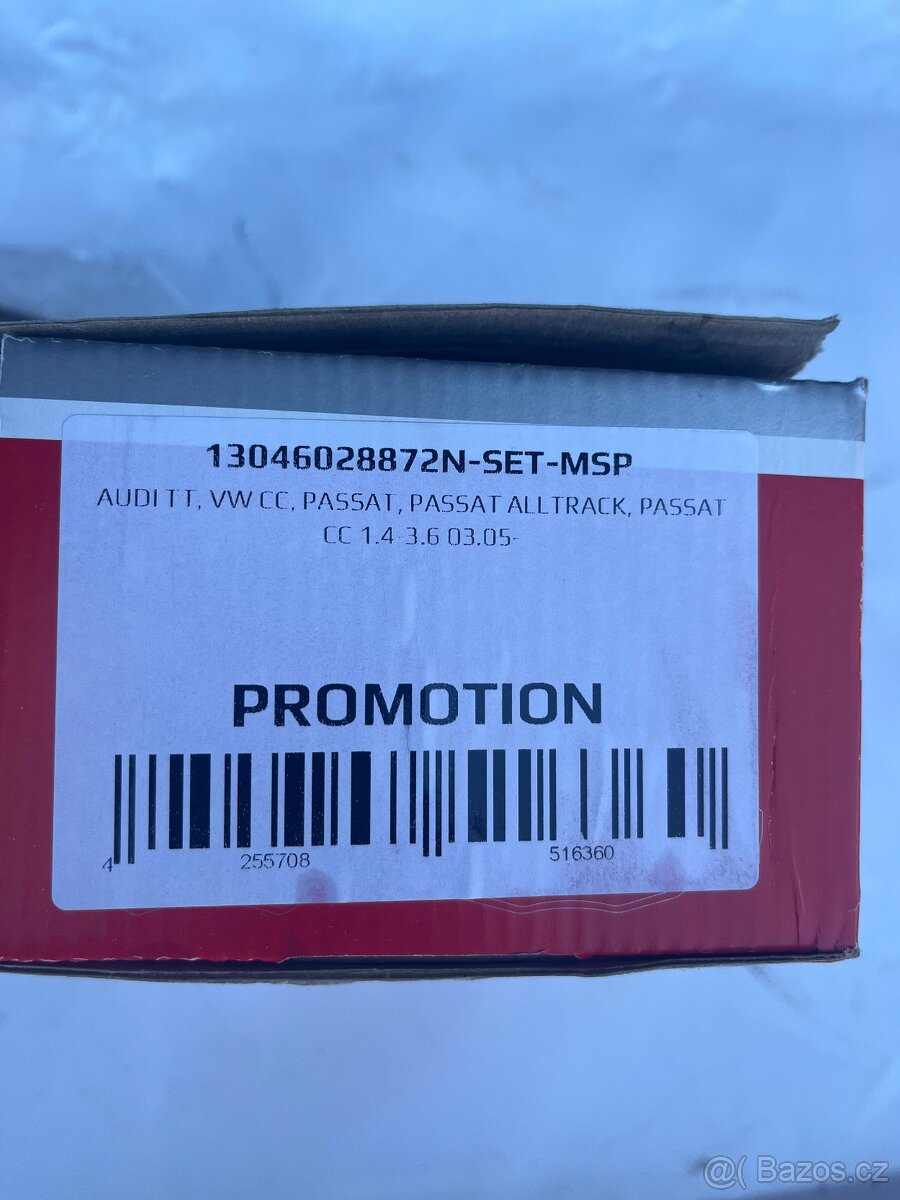 13046028872N-SET-MSP
AUDI TT, VW CC, PASSAT, PASSAT ALLTRACK, PASSAT
CC 1.4-3.6 03.05-
PROMOTION
4 255708 516360
@( Bazos.cz